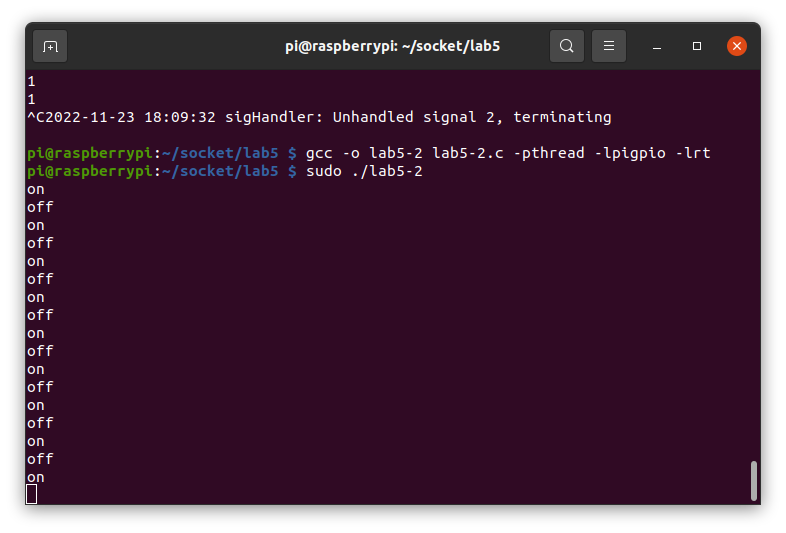 pi@raspberrypi: ~/socket/lab5
1
1
^C2022-11-23 18:09:32 sigHandler: Unhandled signal 2, terminating
pi@raspberrypi:~/socket/lab5 $ gcc -o lab5-2 lab5-2.c -pthread -lpigpio -lrt
pi@raspberrypi:~/socket/lab5 $ sudo ./lab5-2
on
off
on
off
on
off
on
off
on
off
on
off
on
off
on
off
on